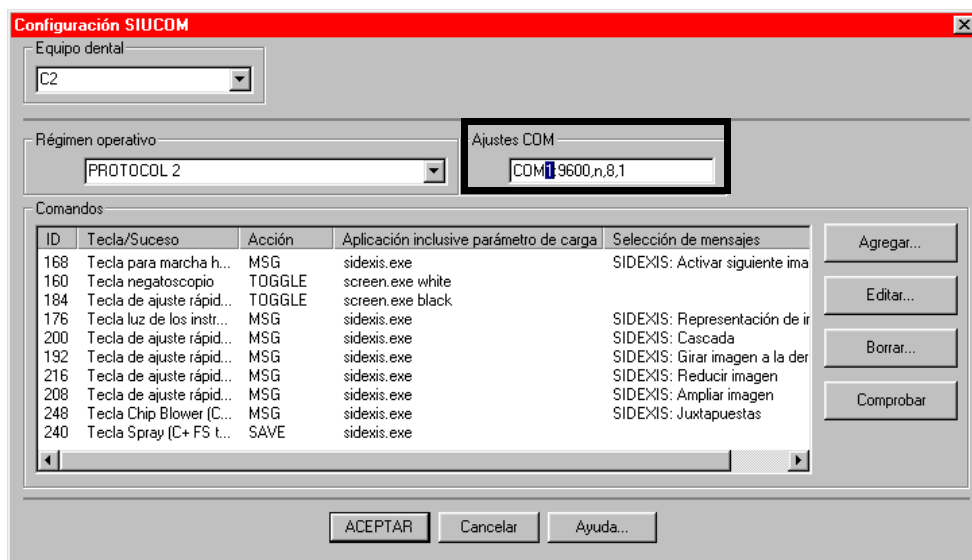 Configuración SIUCOM
Equipo dental
C2
Régimen operativo
PROTOCOL 2
Ajustes COM
COM1:9600,n,8,1
Comandos
ID Tecla/Suceso Acción Aplicación inclusive parámetro de carga Selección de mensajes
168 Tecla para marcha h... MSG sidexis.exe SIDEXIS: Activar siguiente ima
160 Tecla negatoscopio TOGGLE screen.exe white
184 Tecla de ajuste rápid... TOGGLE screen.exe black
176 Tecla luz de los instr... MSG sidexis.exe SIDEXIS: Representación de ir
200 Tecla de ajuste rápid... MSG sidexis.exe SIDEXIS: Cascada
192 Tecla de ajuste rápid... MSG sidexis.exe SIDEXIS: Girar imagen a la der
216 Tecla de ajuste rápid... MSG sidexis.exe SIDEXIS: Reducir imagen
208 Tecla de ajuste rápid... MSG sidexis.exe SIDEXIS: Ampliar imagen
248 Tecla Chip Blower (C... MSG sidexis.exe SIDEXIS: Juxtapuestas
240 Tecla Spray (C+ FS t... SAVE sidexis.exe
Agregar...
Editar...
Borrar...
Comprobar
ACEPTAR Cancelar Ayuda...